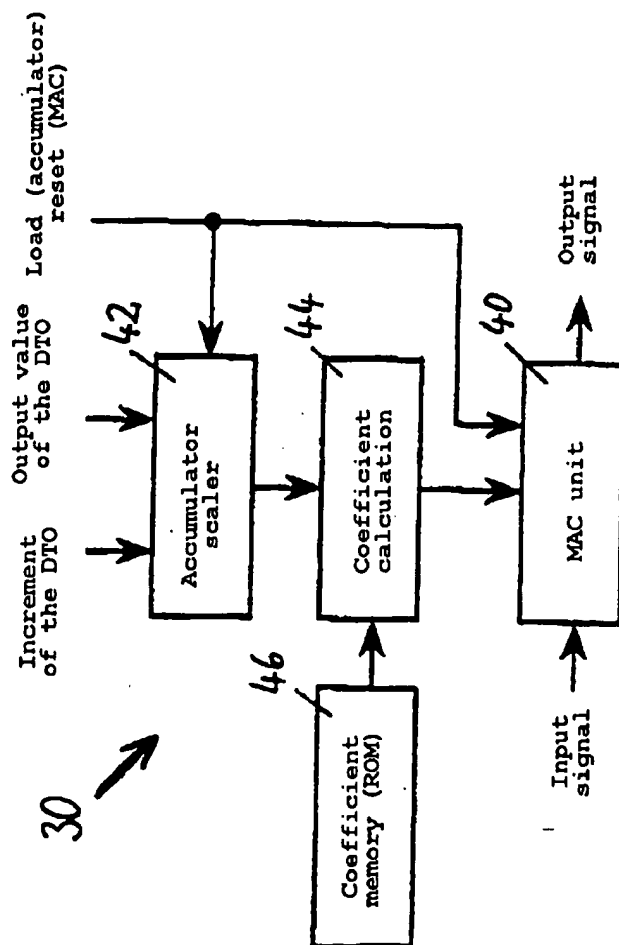 30
Increment
of the DTO
Output value
of the DTO
Load (accumulator)
reset (MAC)
42
Accumulator
scaler
46
Coefficient
memory (ROM)
44
Coefficient
calculation
40
MAC unit
Input
signal
Output
signal